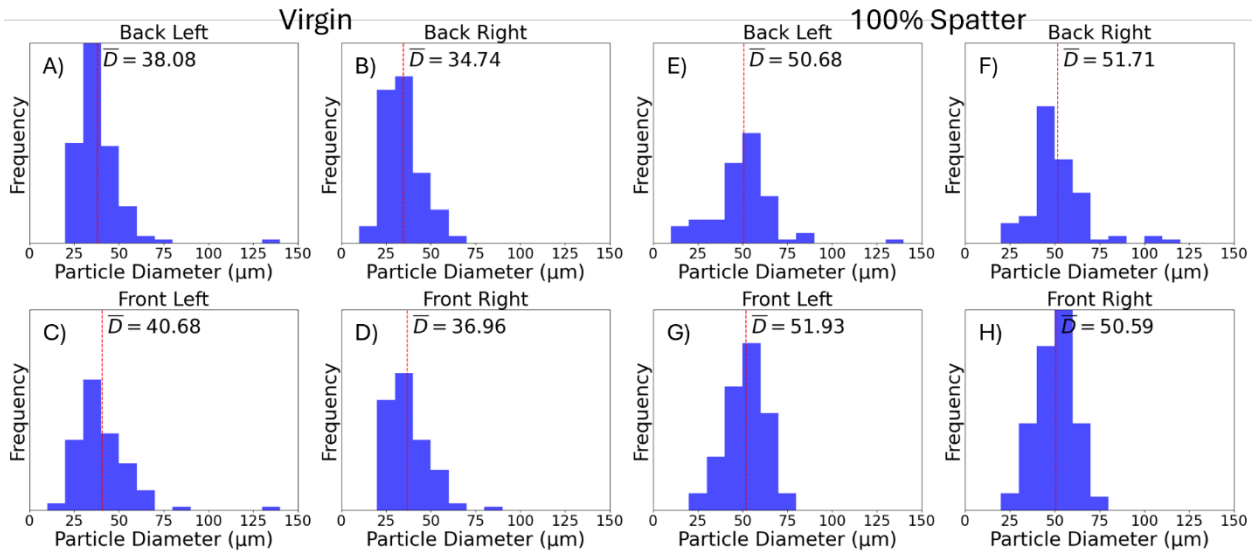 Virgin
100% Spatter
Back Left
A)
D̅ = 38.08
Frequency
0 25 50 75 100 125 150
Particle Diameter (μm)
Back Right
B)
D̅ = 34.74
Frequency
0 25 50 75 100 125 150
Particle Diameter (μm)
Back Left
E)
D̅ = 50.68
Frequency
0 25 50 75 100 125 150
Particle Diameter (μm)
Back Right
F)
D̅ = 51.71
Frequency
0 25 50 75 100 125 150
Particle Diameter (μm)
Front Left
C)
D̅ = 40.68
Frequency
0 25 50 75 100 125 150
Particle Diameter (μm)
Front Right
D)
D̅ = 36.96
Frequency
0 25 50 75 100 125 150
Particle Diameter (μm)
Front Left
G)
D̅ = 51.93
Frequency
0 25 50 75 100 125 150
Particle Diameter (μm)
Front Right
H)
D̅ = 50.59
Frequency
0 25 50 75 100 125 150
Particle Diameter (μm)